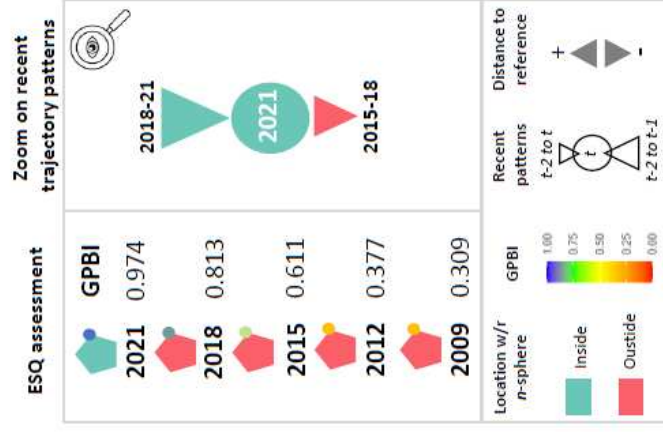 ESQ assessment
Zoom on recent
trajectory patterns
GPBI
2021
0.974
2018
0.813
2015
0.611
2012
0.377
2009
0.309
2018-21
2021
2015-18
Location w/r
n-sphere
Inside
Oustide
GPBI
1.00
0.75
0.50
0.25
0.00
Recent
patterns
t-2 to t
t
t-2 to t-1
Distance to
reference
+
-